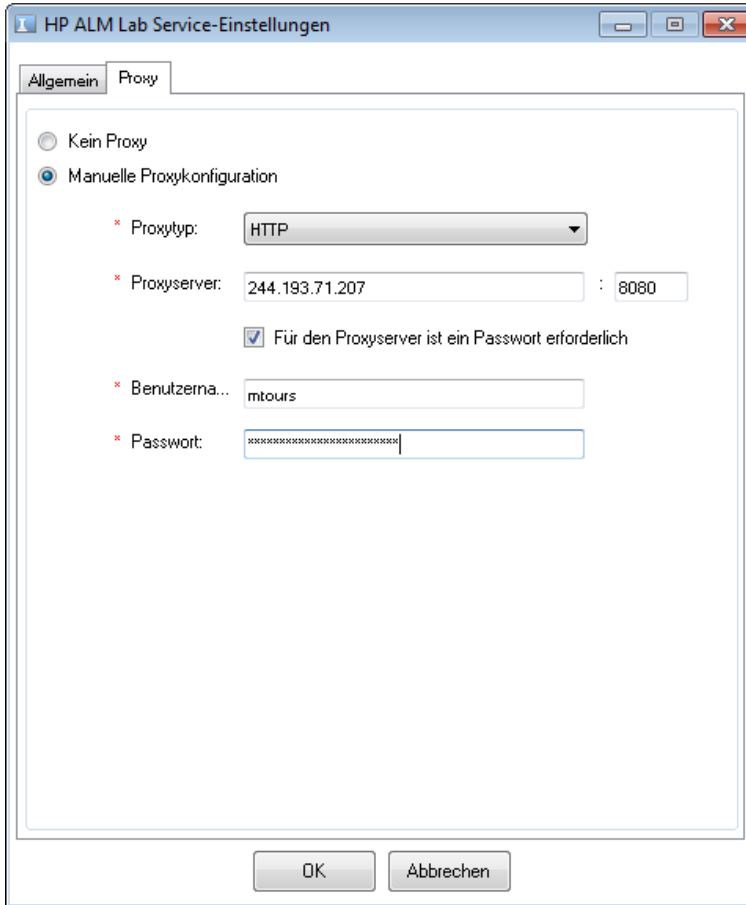 HP ALM Lab Service-Einstellungen
Allgemein Proxy
Kein Proxy
Manuelle Proxykonfiguration
* Proxytyp: HTTP
* Proxyserver: 244.193.71.207 : 8080
Für den Proxyserver ist ein Passwort erforderlich
* Benutzerna... mtours
* Passwort: ************************
OK Abbrechen